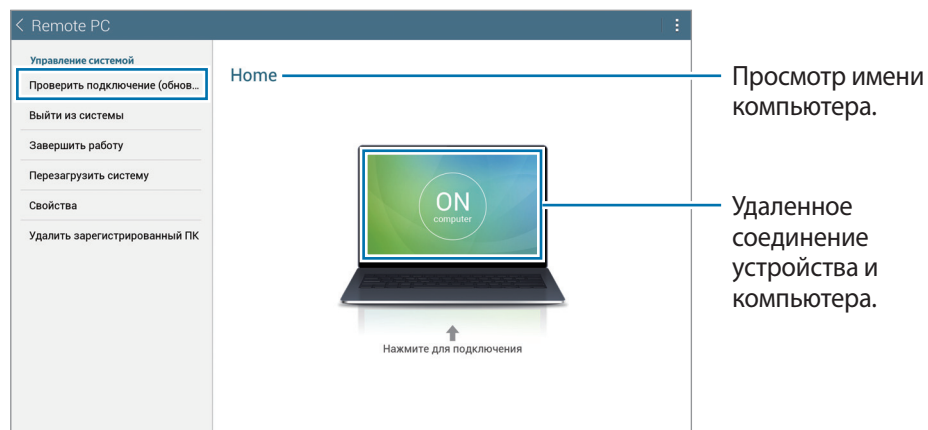 Remote PC
Управление системой
Проверить подключение (обнов...
Выйти из системы
Завершить работу
Перезагрузить систему
Свойства
Удалить зарегистрированный ПК
Home
ON
computer
Нажмите для подключения
Просмотр имени
компьютера.
Удаленное
соединение
устройства и
компьютера.